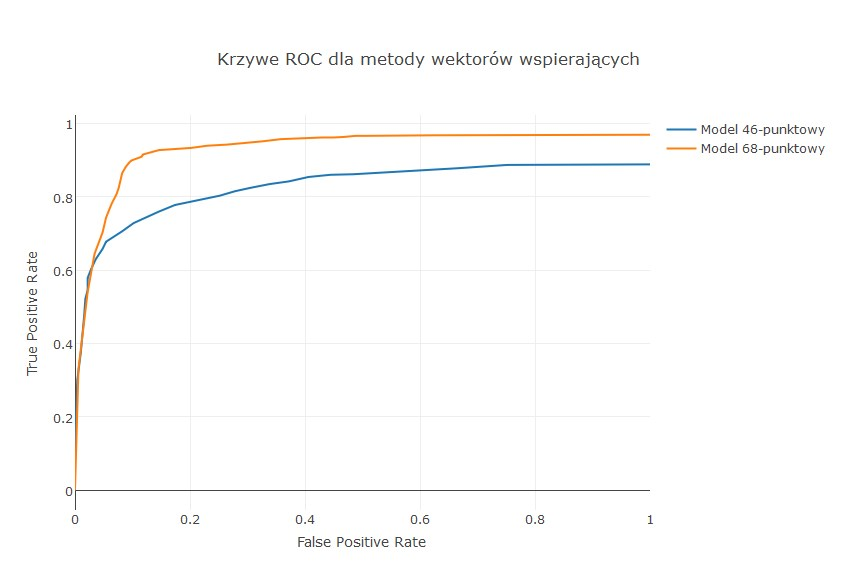 Krzywe ROC dla metody wektorów wspierających
Model 46-punktowy
Model 68-punktowy
True Positive Rate
1
0.8
0.6
0.4
0.2
0
0 0.2 0.4 0.6 0.8 1
False Positive Rate